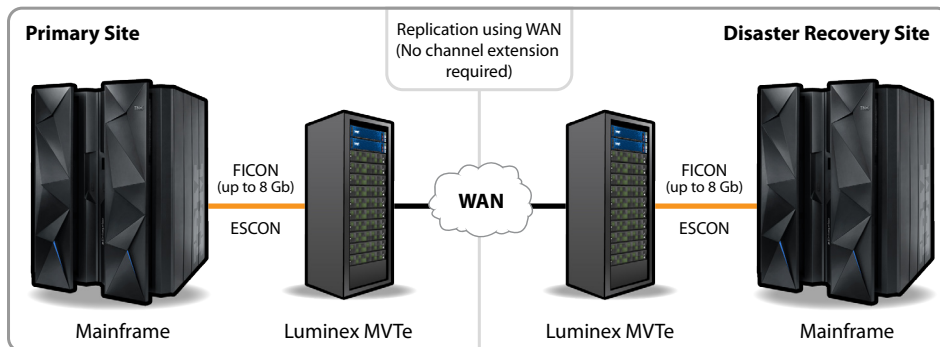 Primary Site
Replication using WAN
(No channel extension
required)
Disaster Recovery Site
FICON
(up to 8 Gb)
ESCON
WAN
FICON
(up to 8 Gb)
ESCON
Mainframe
Luminex MVTe
Luminex MVTe
Mainframe